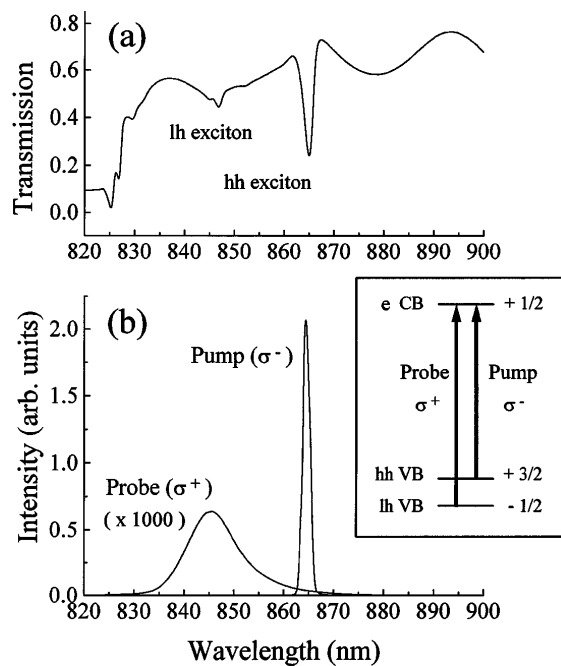 (a)
Transmission
0.8
0.6
0.4
0.2
0.0
lh exciton
hh exciton
820 830 840 850 860 870 880 890 900
(b)
Intensity (arb. units)
2.0
1.5
1.0
0.5
0.0
Pump (σ⁻)
Probe (σ⁺)
( x 1000 )
e CB + 1/2
Probe Pump
σ⁺ σ⁻
hh VB + 3/2
lh VB - 1/2
820 830 840 850 860 870 880 890 900
Wavelength (nm)